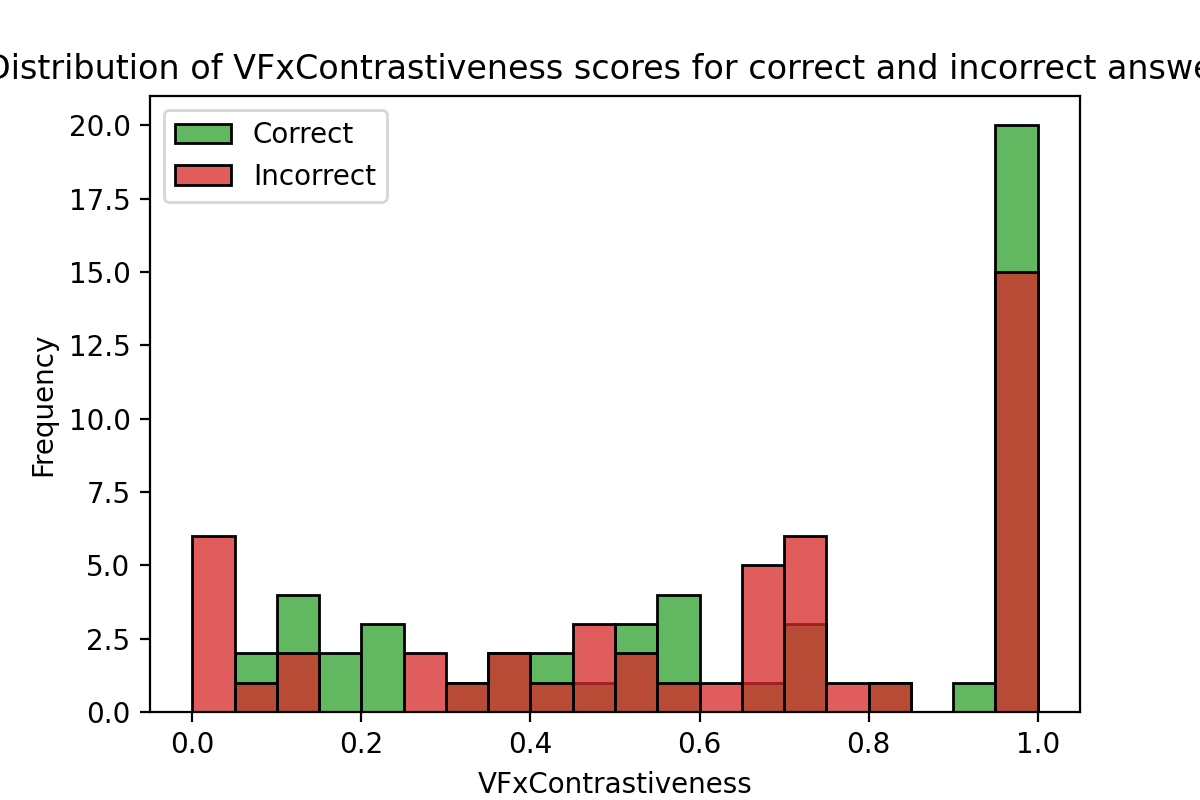 Distribution of VFxContrastiveness scores for correct and incorrect answe
Correct
Incorrect
20.0
17.5
15.0
12.5
10.0
7.5
5.0
2.5
0.0
Frequency
0.0 0.2 0.4 0.6 0.8 1.0
VFxContrastiveness